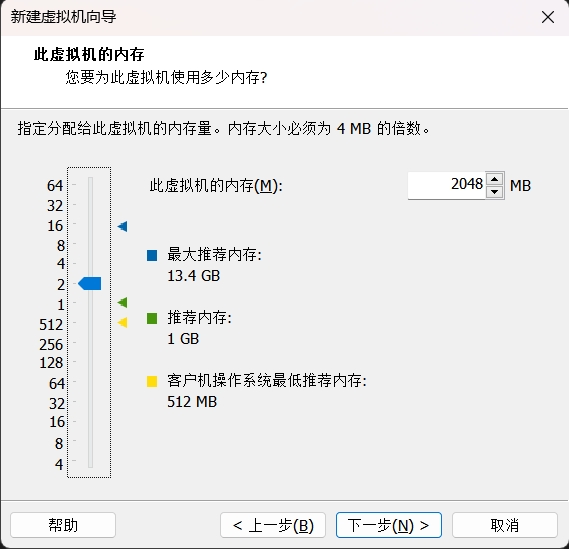 新建虚拟机向导
此虚拟机的内存
您要为此虚拟机使用多少内存?
指定分配给此虚拟机的内存量。内存大小必须为 4 MB 的倍数。
64
32
16
8
4
2
1
512
256
128
64
32
16
8
4
此虚拟机的内存(M):
2048 MB
最大推荐内存:
13.4 GB
推荐内存:
1 GB
客户机操作系统最低推荐内存:
512 MB
帮助
< 上一步(B)
下一步(N) >
取消